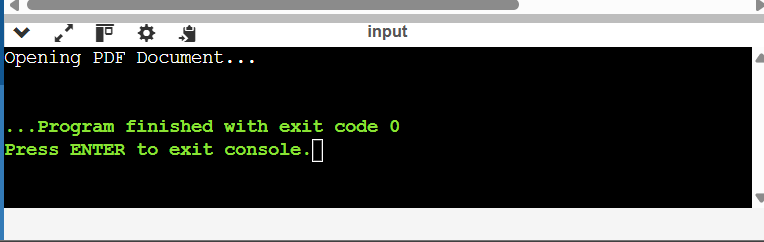 input
Opening PDF Document...
...Program finished with exit code 0
Press ENTER to exit console.